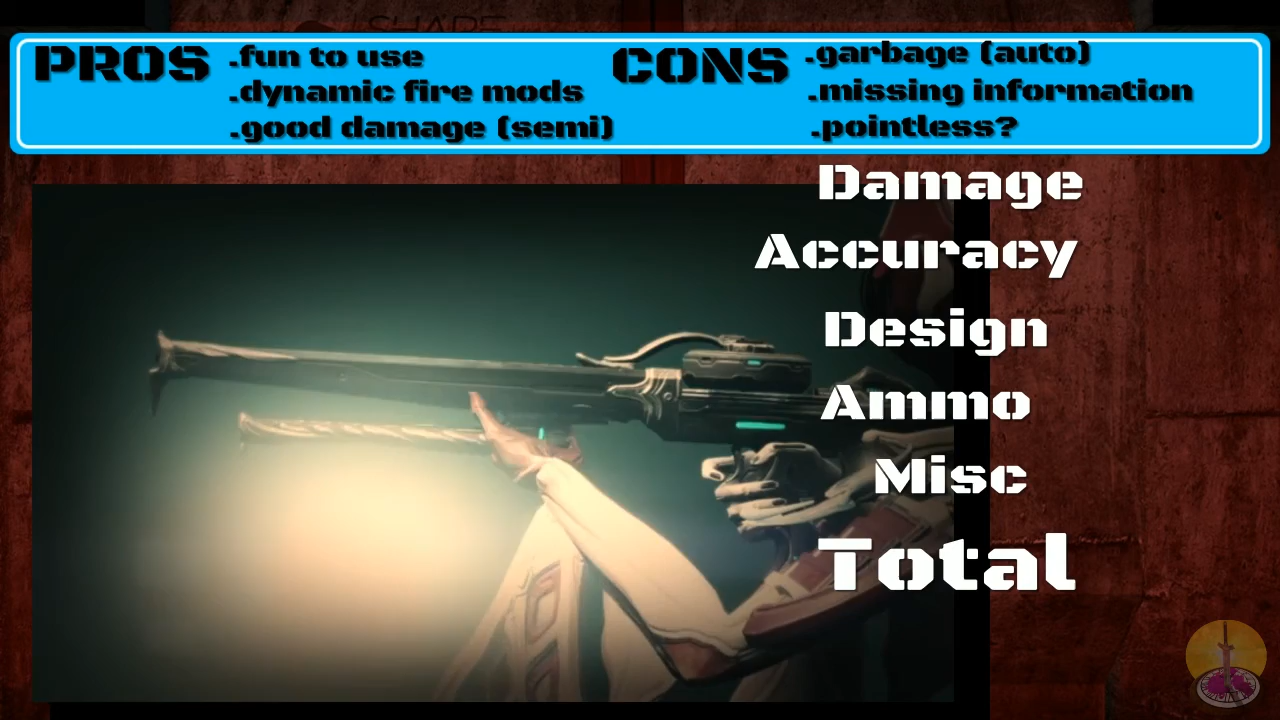 SHARE
PROS
.fun to use
.dynamic fire mods
.good damage (semi)
CONS
.garbage (auto)
.missing information
.pointless?
Damage
Accuracy
Design
Ammo
Misc
Total